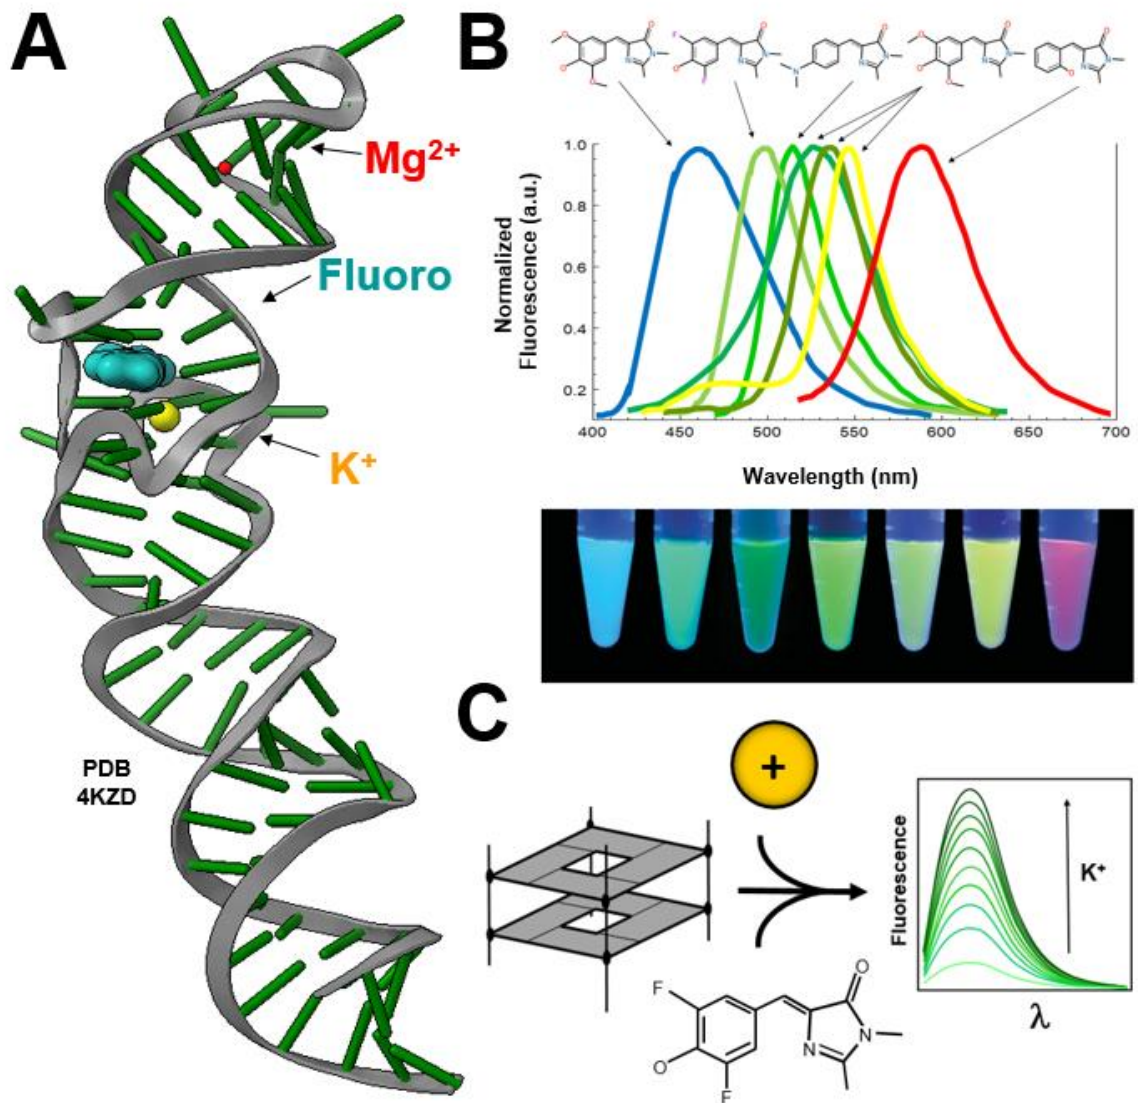 A
Mg²⁺
Fluoro
K⁺
PDB
4KZD
B
O
O
N
N
O
O
F
O
N
N
O
F
O
N
N
N
O
O
N
N
O
O
O
N
N
O
Normalized
Fluorescence (a.u.)
1.0
0.8
0.6
0.4
0.2
400
450
500
550
600
650
700
Wavelength (nm)
C
+
F
O
N
N
O
F
Fluorescence
K⁺
λ